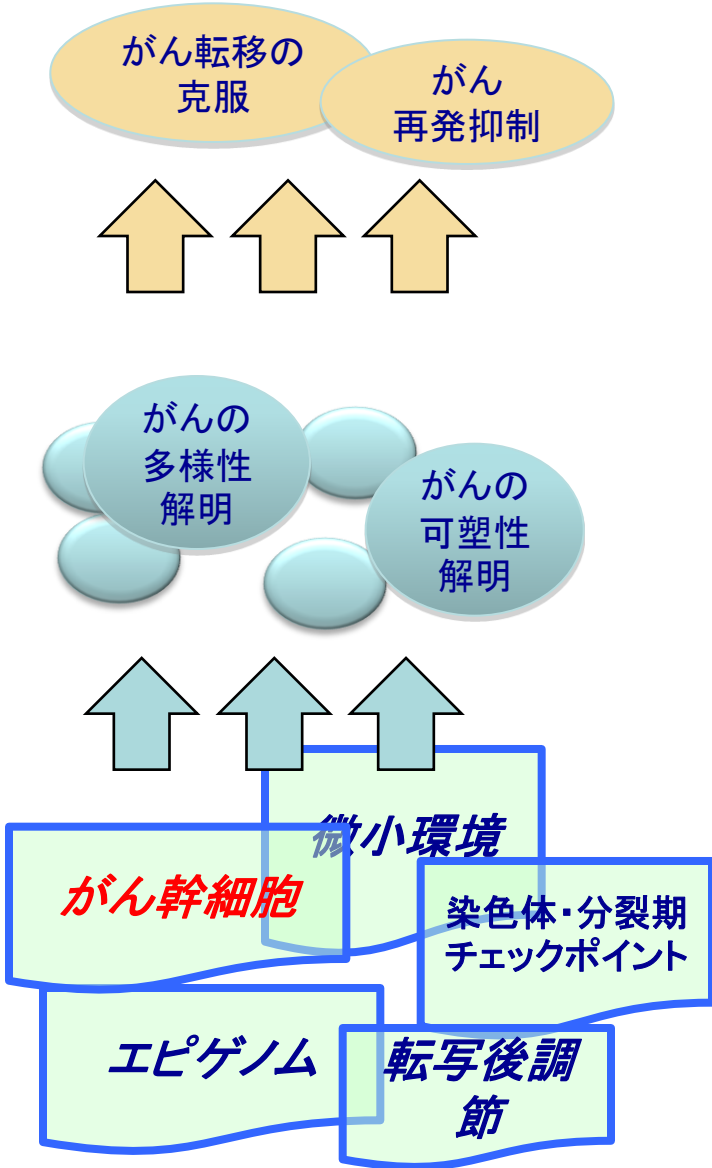 がん転移の
克服
がん
再発抑制
がんの
多様性
解明
がんの
可塑性
解明
微小環境
がん幹細胞
染色体・分裂期
チェックポイント
エピゲノム
転写後調
節